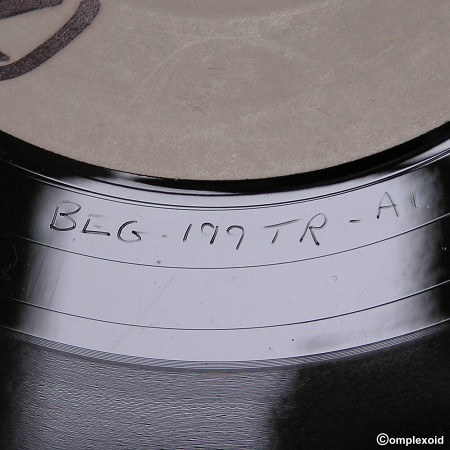 BEG - 177 TR - A1.
©omplexoid